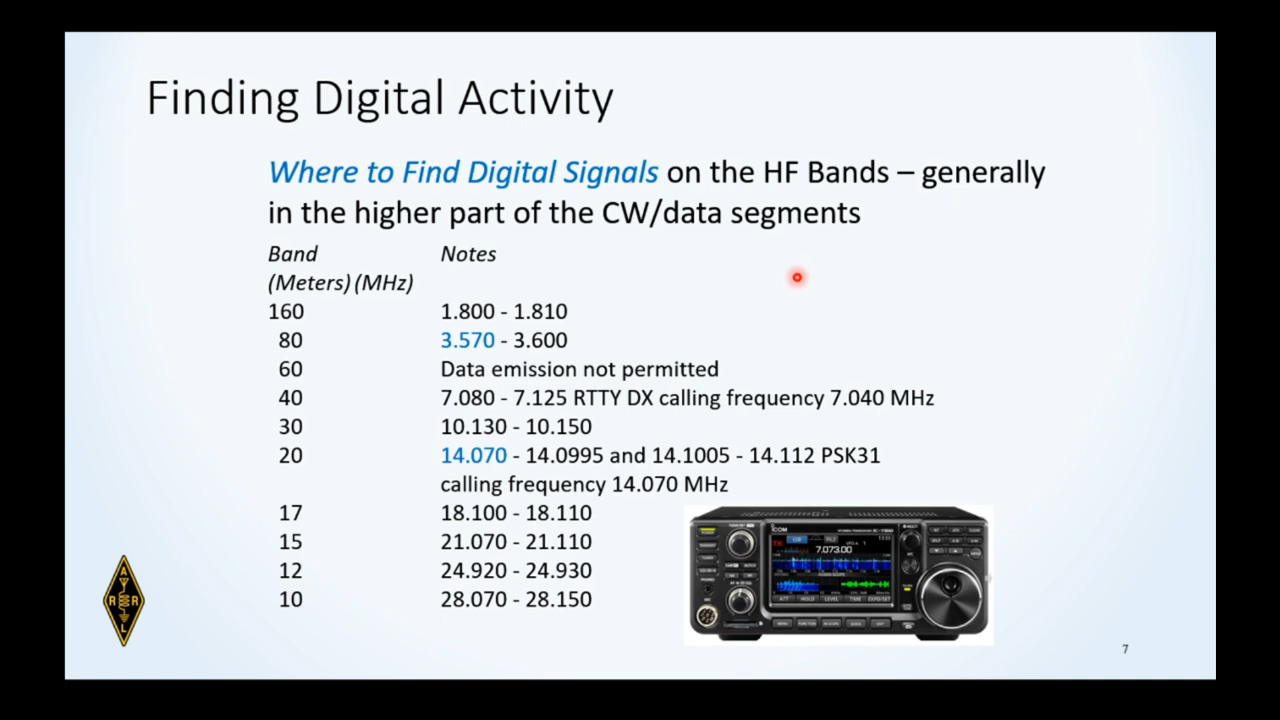 Finding Digital Activity
Where to Find Digital Signals on the HF Bands – generally
in the higher part of the CW/data segments
Band Notes
(Meters) (MHz)
160 1.800 - 1.810
80 3.570 - 3.600
60 Data emission not permitted
40 7.080 - 7.125 RTTY DX calling frequency 7.040 MHz
30 10.130 - 10.150
20 14.070 - 14.0995 and 14.1005 - 14.112 PSK31
calling frequency 14.070 MHz
17 18.100 - 18.110
15 21.070 - 21.110
12 24.920 - 24.930
10 28.070 - 28.150
ICOM
7.073.00
A
R R
L
7